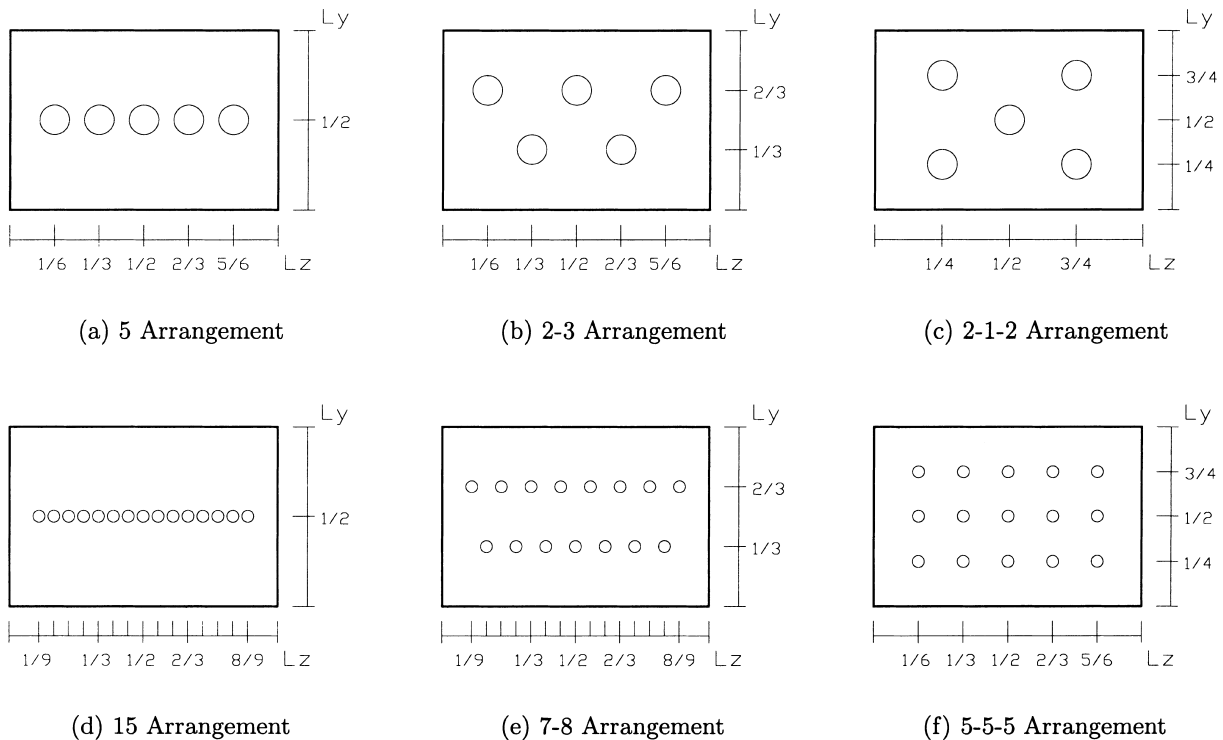 Ly
1/2
1/6 1/3 1/2 2/3 5/6 Lz
(a) 5 Arrangement
Ly
2/3
1/3
1/6 1/3 1/2 2/3 5/6 Lz
(b) 2-3 Arrangement
Ly
3/4
1/2
1/4
1/4 1/2 3/4 Lz
(c) 2-1-2 Arrangement
Ly
1/2
1/9 1/3 1/2 2/3 8/9 Lz
(d) 15 Arrangement
Ly
2/3
1/3
1/9 1/3 1/2 2/3 8/9 Lz
(e) 7-8 Arrangement
Ly
3/4
1/2
1/4
1/6 1/3 1/2 2/3 5/6 Lz
(f) 5-5-5 Arrangement